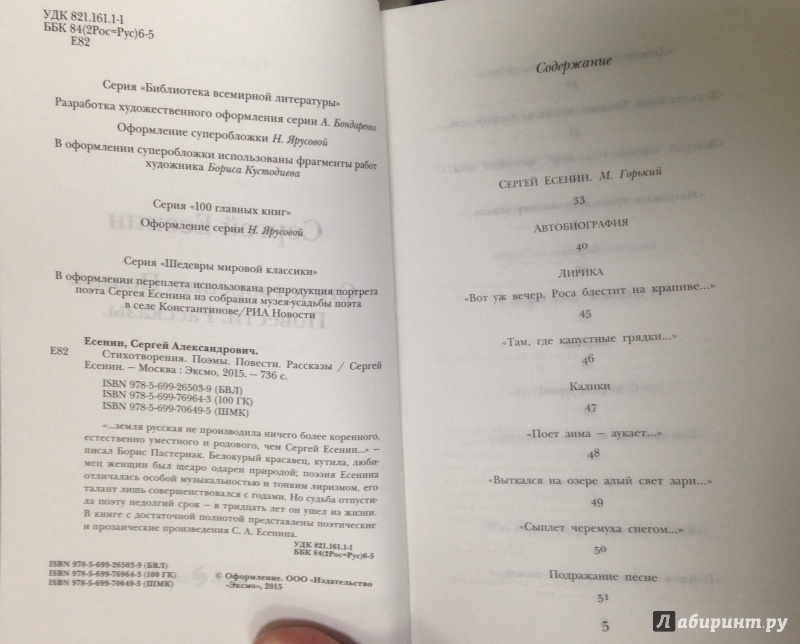 УДК 821.161.1-1
ББК 84(2Рос=Рус)6-5
Е82
Серия «Библиотека всемирной литературы»
Разработка художественного оформления серии А. Бондаренко
Оформление суперобложки Н. Ярусовой
В оформлении суперобложки использованы фрагменты работ
художника Бориса Кустодиева
Серия «100 главных книг»
Оформление серии Н. Ярусовой
Серия «Шедевры мировой классики»
В оформлении переплета использована репродукция портрета
поэта Сергея Есенина из собрания музея-усадьбы поэта
в селе Константинове/РИА Новости
Есенин, Сергей Александрович.
Е82 Стихотворения. Поэмы. Повести. Рассказы / Сергей
Есенин. – Москва : Эксмо, 2015. – 736 с.
ISBN 978-5-699-26503-9 (БВЛ)
ISBN 978-5-699-76964-3 (100 ГК)
ISBN 978-5-699-70649-5 (ШМК)
«...земля русская не производила ничего более коренного,
естественно уместного и родового, чем Сергей Есенин...» –
писал Борис Пастернак. Белокурый красавец, кутила, люби-
мец женщин был щедро одарен природой; поэзия Есенина
отличалась особой музыкальностью и тонким лиризмом, его
талант лишь совершенствовался с годами. Но судьба отпусти-
ла поэту недолгий срок – в тридцать лет он ушел из жизни.
В книге с достаточной полнотой представлены поэтические
и прозаические произведения С. А. Есенина.
УДК 821.161.1-1
ББК 84(2Рос=Рус)6-5
ISBN 978-5-699-26503-9 (БВЛ)
ISBN 978-5-699-76964-3 (100 ГК)
ISBN 978-5-699-70649-5 (ШМК)
© Оформление. ООО «Издательство
«Эксмо», 2015
Содержание
СЕРГЕЙ ЕСЕНИН. М. Горький
33
АВТОБИОГРАФИЯ
40
ЛИРИКА
«Вот уж вечер. Роса блестит на крапиве...»
45
«Там, где капустные грядки...»
46
Калики
47
«Поет зима – аукает...»
48
«Выткался на озере алый свет зари...»
49
«Сыплет черемуха снегом...»
50
Подражание песне
51
5
Лабиринт.ру